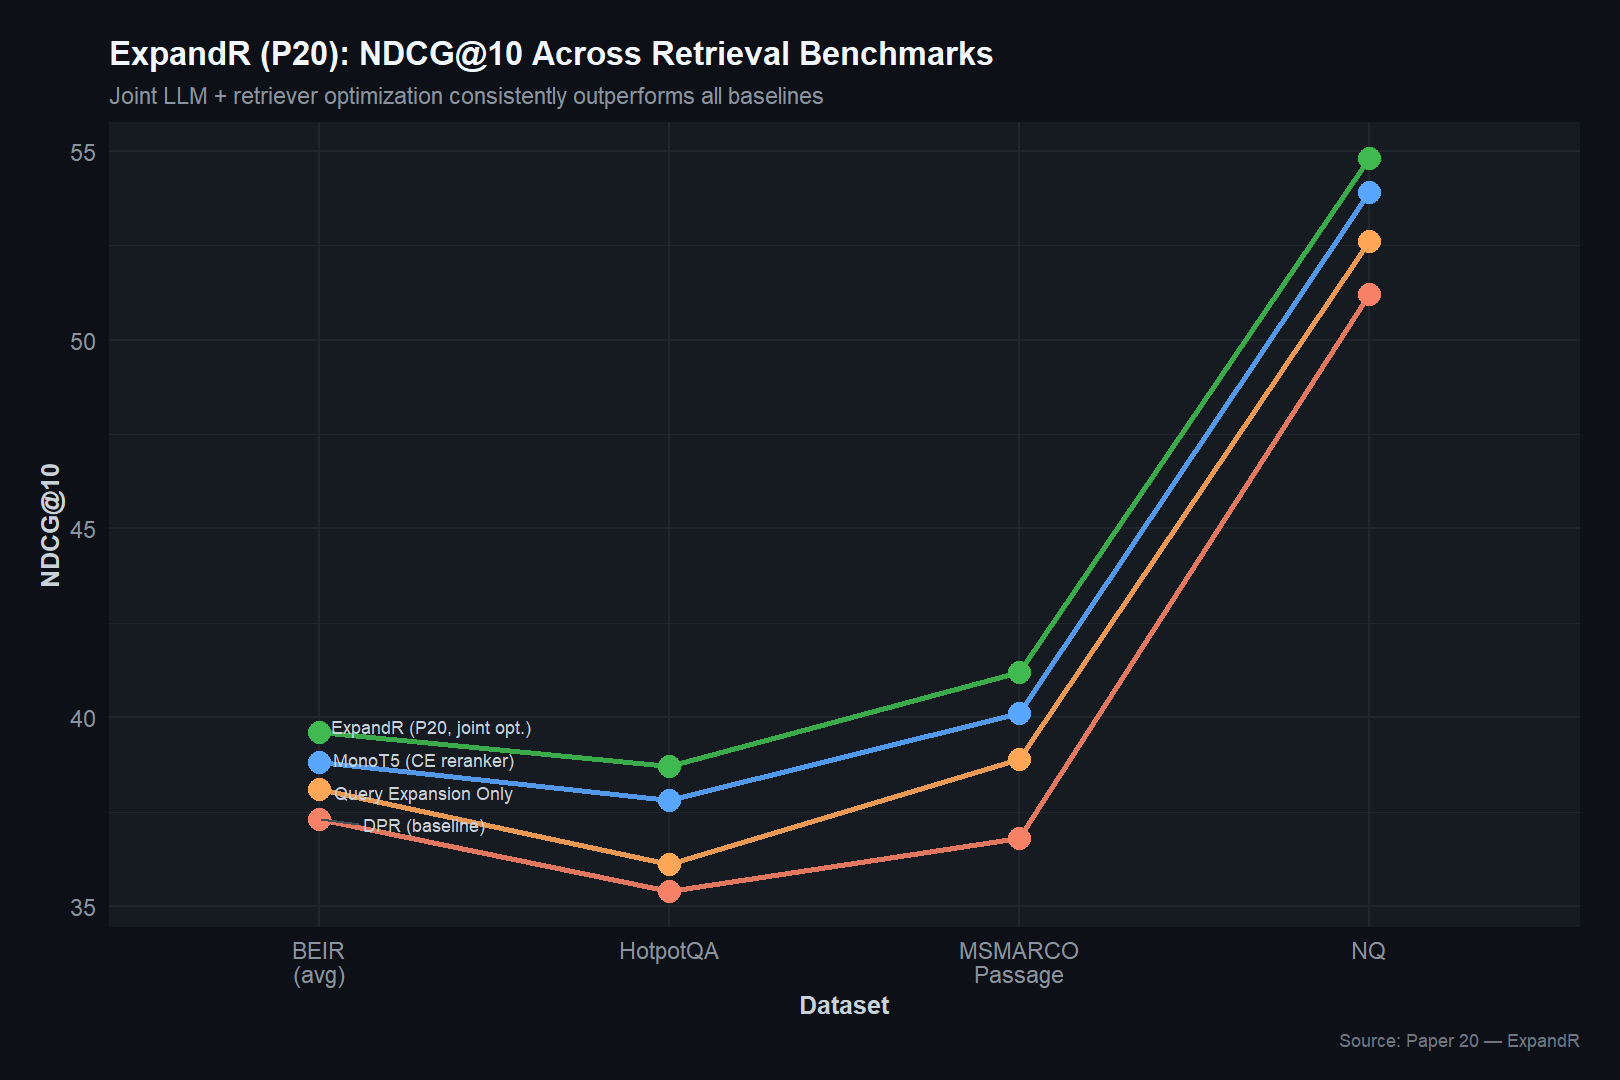 ExpandR (P20): NDCG@10 Across Retrieval Benchmarks
Joint LLM + retriever optimization consistently outperforms all baselines
NDCG@10
55
50
45
40
35
ExpandR (P20, joint opt.)
MonoT5 (CE reranker)
Query Expansion Only
DPR (baseline)
BEIR
(avg)
HotpotQA
MSMARCO
Passage
NQ
Dataset
Source: Paper 20 — ExpandR